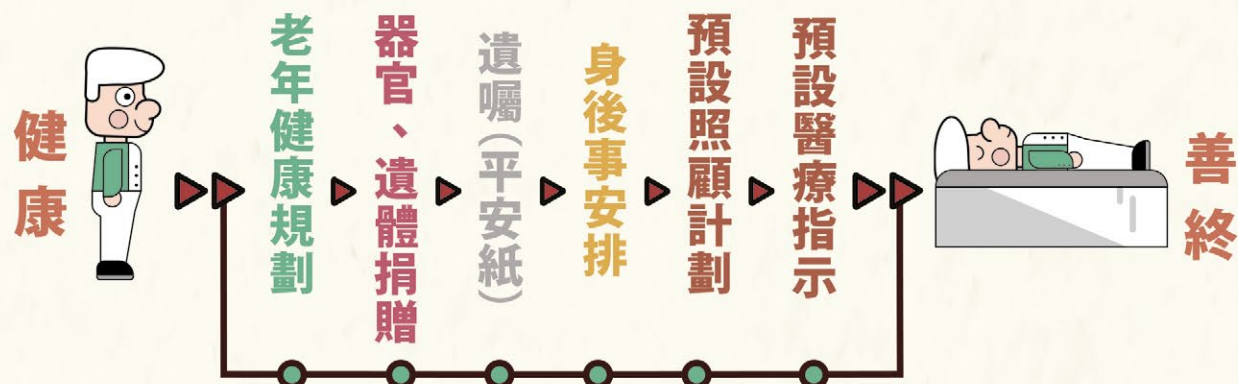 健康
老年健康規劃
器官、遺體捐贈
遺囑(平安紙)
身後事安排
預設照顧計劃
預設醫療指示
善終